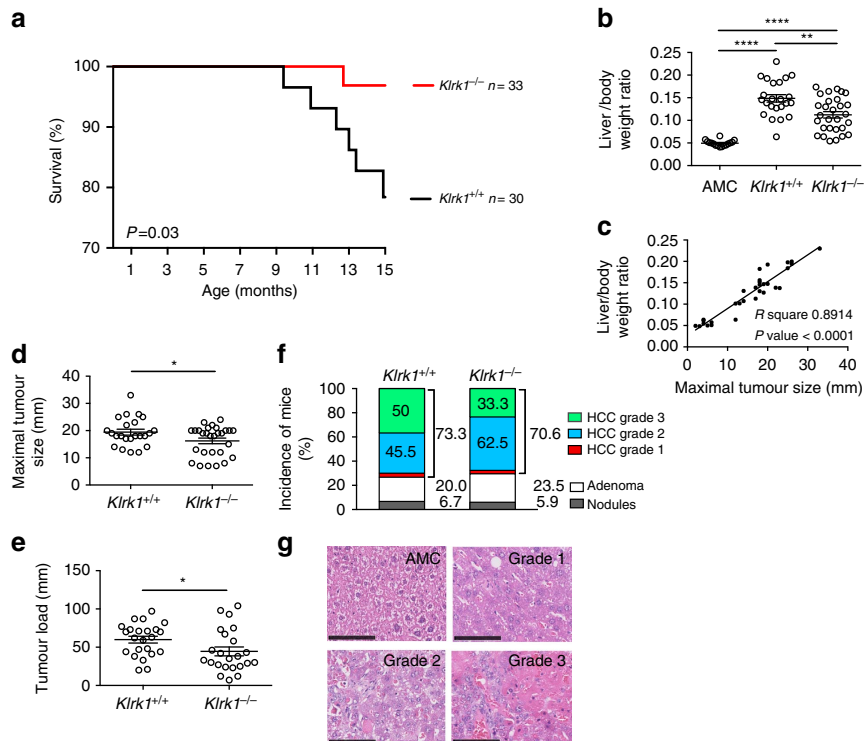 a
Survival (%)
100
90
80
70
1 3 5 7 9 11 13 15
Age (months)
P=0.03
Klrk1–/– n= 33
Klrk1+/+ n= 30
b
Liver /body
weight ratio
0.25
0.20
0.15
0.10
0.05
0.00
****
**** **
AMC Klrk1+/+ Klrk1–/–
c
Liver/body
weight ratio
0.25
0.20
0.15
0.10
0.05
0.00
0 10 20 30 40
Maximal tumour size (mm)
R square 0.8914
P value < 0.0001
d
Maximal tumour
size (mm)
40
30
20
10
0
*
Klrk1+/+ Klrk1–/–
e
Tumour load (mm)
150
100
50
0
*
Klrk1+/+ Klrk1–/–
f
Incidence of mice
(%)
100
80
60
40
20
0
Klrk1+/+ Klrk1–/–
50
45.5
73.3
20.0
6.7
33.3
62.5
70.6
23.5
5.9
HCC grade 3
HCC grade 2
HCC grade 1
Adenoma
Nodules
g
AMC
Grade 1
Grade 2
Grade 3